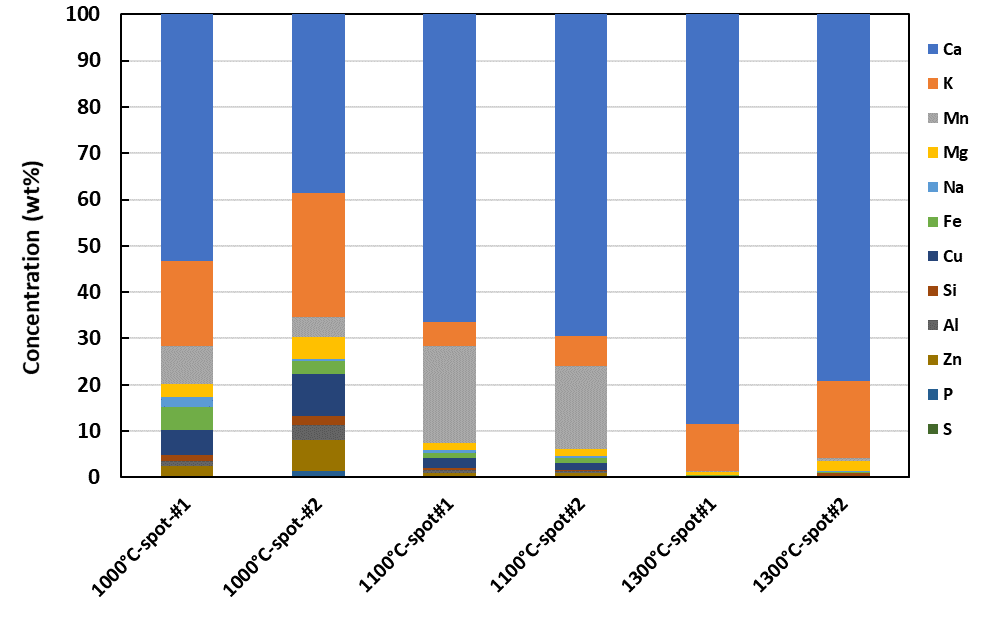 100
90
80
70
60
50
40
30
20
10
0
Concentration (wt%)
1000°C-spot-#1
1000°C-spot-#2
1100°C-spot#1
1100°C-spot#2
1300°C-spot#1
1300°C-spot#2
Ca
K
Mn
Mg
Na
Fe
Cu
Si
Al
Zn
P
S